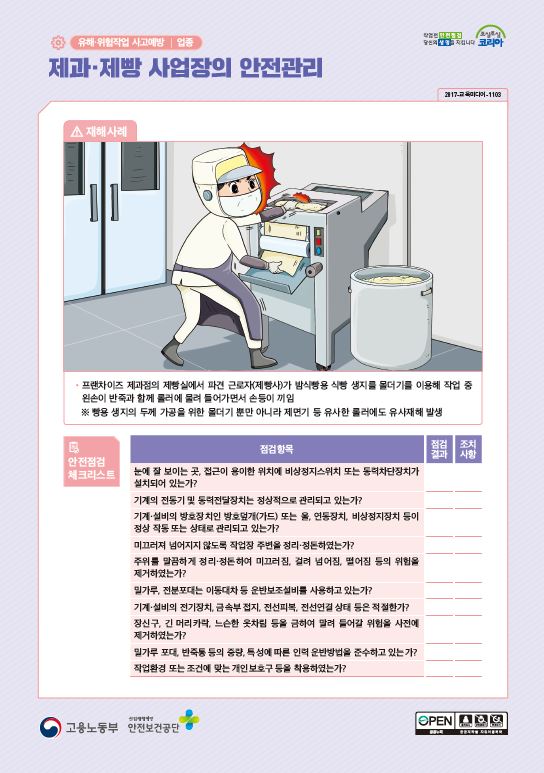 유해·위험작업 사고예방 | 업종
작업전 안전점검
당신의 생명을 지킵니다
조심조심
코리아
제과·제빵 사업장의 안전관리
2017-교육미디어-1103
재해사례
· 프랜차이즈 제과점의 제빵실에서 파견 근로자(제빵사)가 밤식빵용 식빵 생지를 몰더기를 이용해 작업 중
왼손이 반죽과 함께 롤러에 물려 들어가면서 손등이 끼임
※ 빵용 생지의 두께 가공을 위한 몰더기 뿐만 아니라 제면기 등 유사한 롤러에도 유사재해 발생
안전점검
체크리스트
점검항목
점검
결과
조치
사항
눈에 잘 보이는 곳, 접근이 용이한 위치에 비상정지스위치 또는 동력차단장치가
설치되어 있는가?
기계의 전동기 및 동력전달장치는 정상적으로 관리되고 있는가?
기계·설비의 방호장치인 방호덮개(가드) 또는 울, 연동장치, 비상정지장치 등이
정상 작동 또는 상태로 관리되고 있는가?
미끄러져 넘어지지 않도록 작업장 주변을 정리·정돈하였는가?
주위를 말끔하게 정리·정돈하여 미끄러짐, 걸려 넘어짐, 떨어짐 등의 위험을
제거하였는가?
밀가루, 전분포대는 이동대차 등 운반보조설비를 사용하고 있는가?
기계·설비의 전기장치, 금속부 접지, 전선피복, 전선연결 상태 등은 적절한가?
장신구, 긴 머리카락, 느슨한 옷차림 등을 금하여 말려 들어갈 위험을 사전에
제거하였는가?
밀가루 포대, 반죽통 등의 중량, 특성에 따른 인력 운반방법을 준수하고 있는가?
작업환경 또는 조건에 맞는 개인보호구 등을 착용하였는가?
고용노동부
산업재해예방
안전보건공단
OPEN
공공누리
공공저작물 자유이용허락